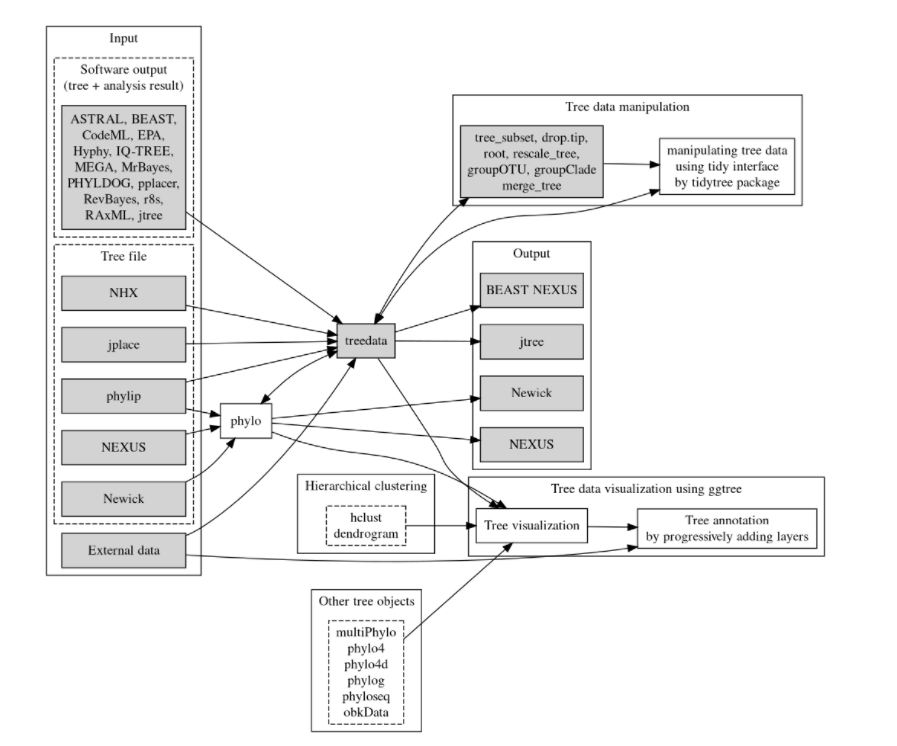 Input
Software output
(tree + analysis result)
ASTRAL, BEAST,
CodeML, EPA,
Hyphy, IQ-TREE,
MEGA, MrBayes,
PHYLDOG, pplacer,
RevBayes, r8s,
RAxML, jtree
Tree file
NHX
jplace
phylip
NEXUS
Newick
External data
treedata
phylo
Tree data manipulation
tree_subset, drop.tip,
root, rescale_tree,
groupOTU, groupClade
merge_tree
manipulating tree data
using tidy interface
by tidytree package
Output
BEAST NEXUS
jtree
Newick
NEXUS
Hierarchical clustering
hclust
dendrogram
Tree data visualization using ggtree
Tree visualization
Tree annotation
by progressively adding layers
Other tree objects
multiPhylo
phylo4
phylo4d
phylog
phyloseq
obkData